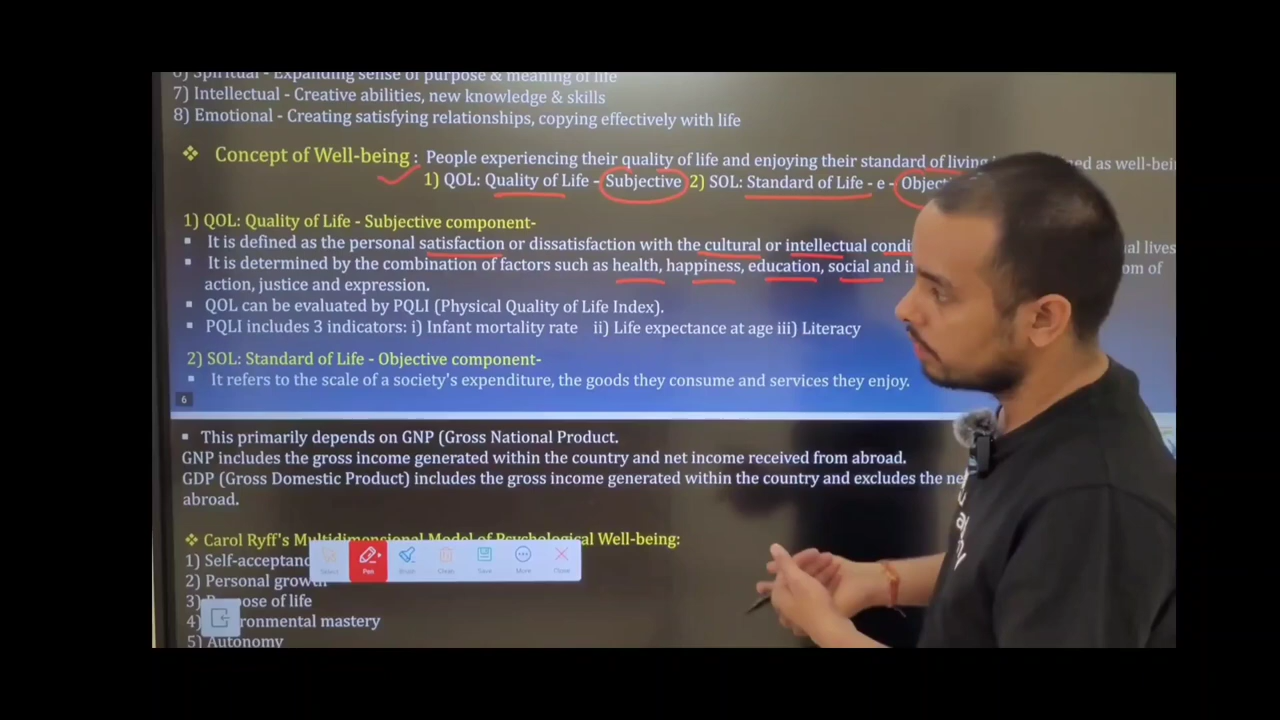 6) Spiritual - Expanding sense of purpose & meaning of life
7) Intellectual - Creative abilities, new knowledge & skills
8) Emotional - Creating satisfying relationships, copying effectively with life
❖ Concept of Well-being : People experiencing their quality of life and enjoying their standard of living
1) QOL: Quality of Life - Subjective 2) SOL: Standard of Life - e -
1) QOL: Quality of Life - Subjective component-
▪ It is defined as the personal satisfaction or dissatisfaction with the cultural or intellectual lives
▪ It is determined by the combination of factors such as health, happiness, education, social and of
action, justice and expression.
▪ QOL can be evaluated by PQLI (Physical Quality of Life Index).
▪ PQLI includes 3 indicators: i) Infant mortality rate ii) Life expectance at age iii) Literacy
2) SOL: Standard of Life - Objective component-
▪ It refers to the scale of a society's expenditure, the goods they consume and services they enjoy.
6
▪ This primarily depends on GNP (Gross National Product.
GNP includes the gross income generated within the country and net income received from abroad.
GDP (Gross Domestic Product) includes the gross income generated within the country and excludes the
abroad.
❖ Carol Ryff's Multidimensional Model of Psychological Well-being:
1) Self-acceptance
Select Pen Clean Save More Close
2) Personal growth
3) Purpose of life
4) Environmental mastery
5) Autonomy